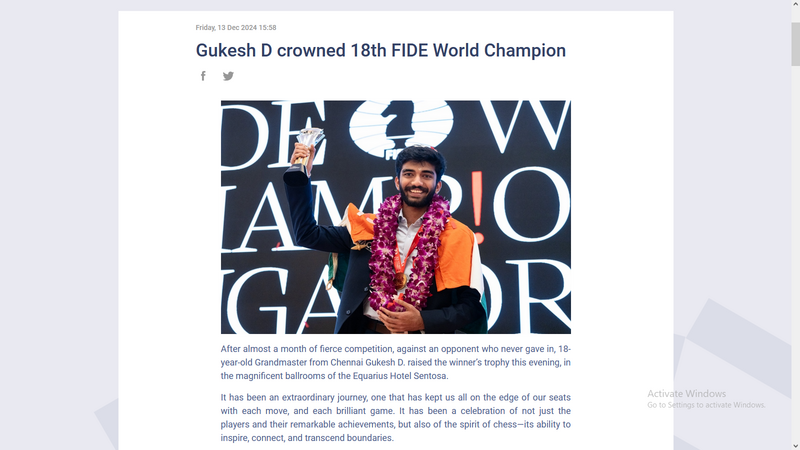 Friday, 13 Dec 2024 15:58
Gukesh D crowned 18th FIDE World Champion
DE W
HAMP!O
NGA OR
After almost a month of fierce competition, against an opponent who never gave in, 18-
year-old Grandmaster from Chennai Gukesh D. raised the winner's trophy this evening, in
the magnificent ballrooms of the Equarius Hotel Sentosa.
It has been an extraordinary journey, one that has kept us all on the edge of our seats
with each move, and each brilliant game. It has been a celebration of not just the
players and their remarkable achievements, but also of the spirit of chess—its ability to
inspire, connect, and transcend boundaries.
Activate Windows
Go to Settings to activate Windows.